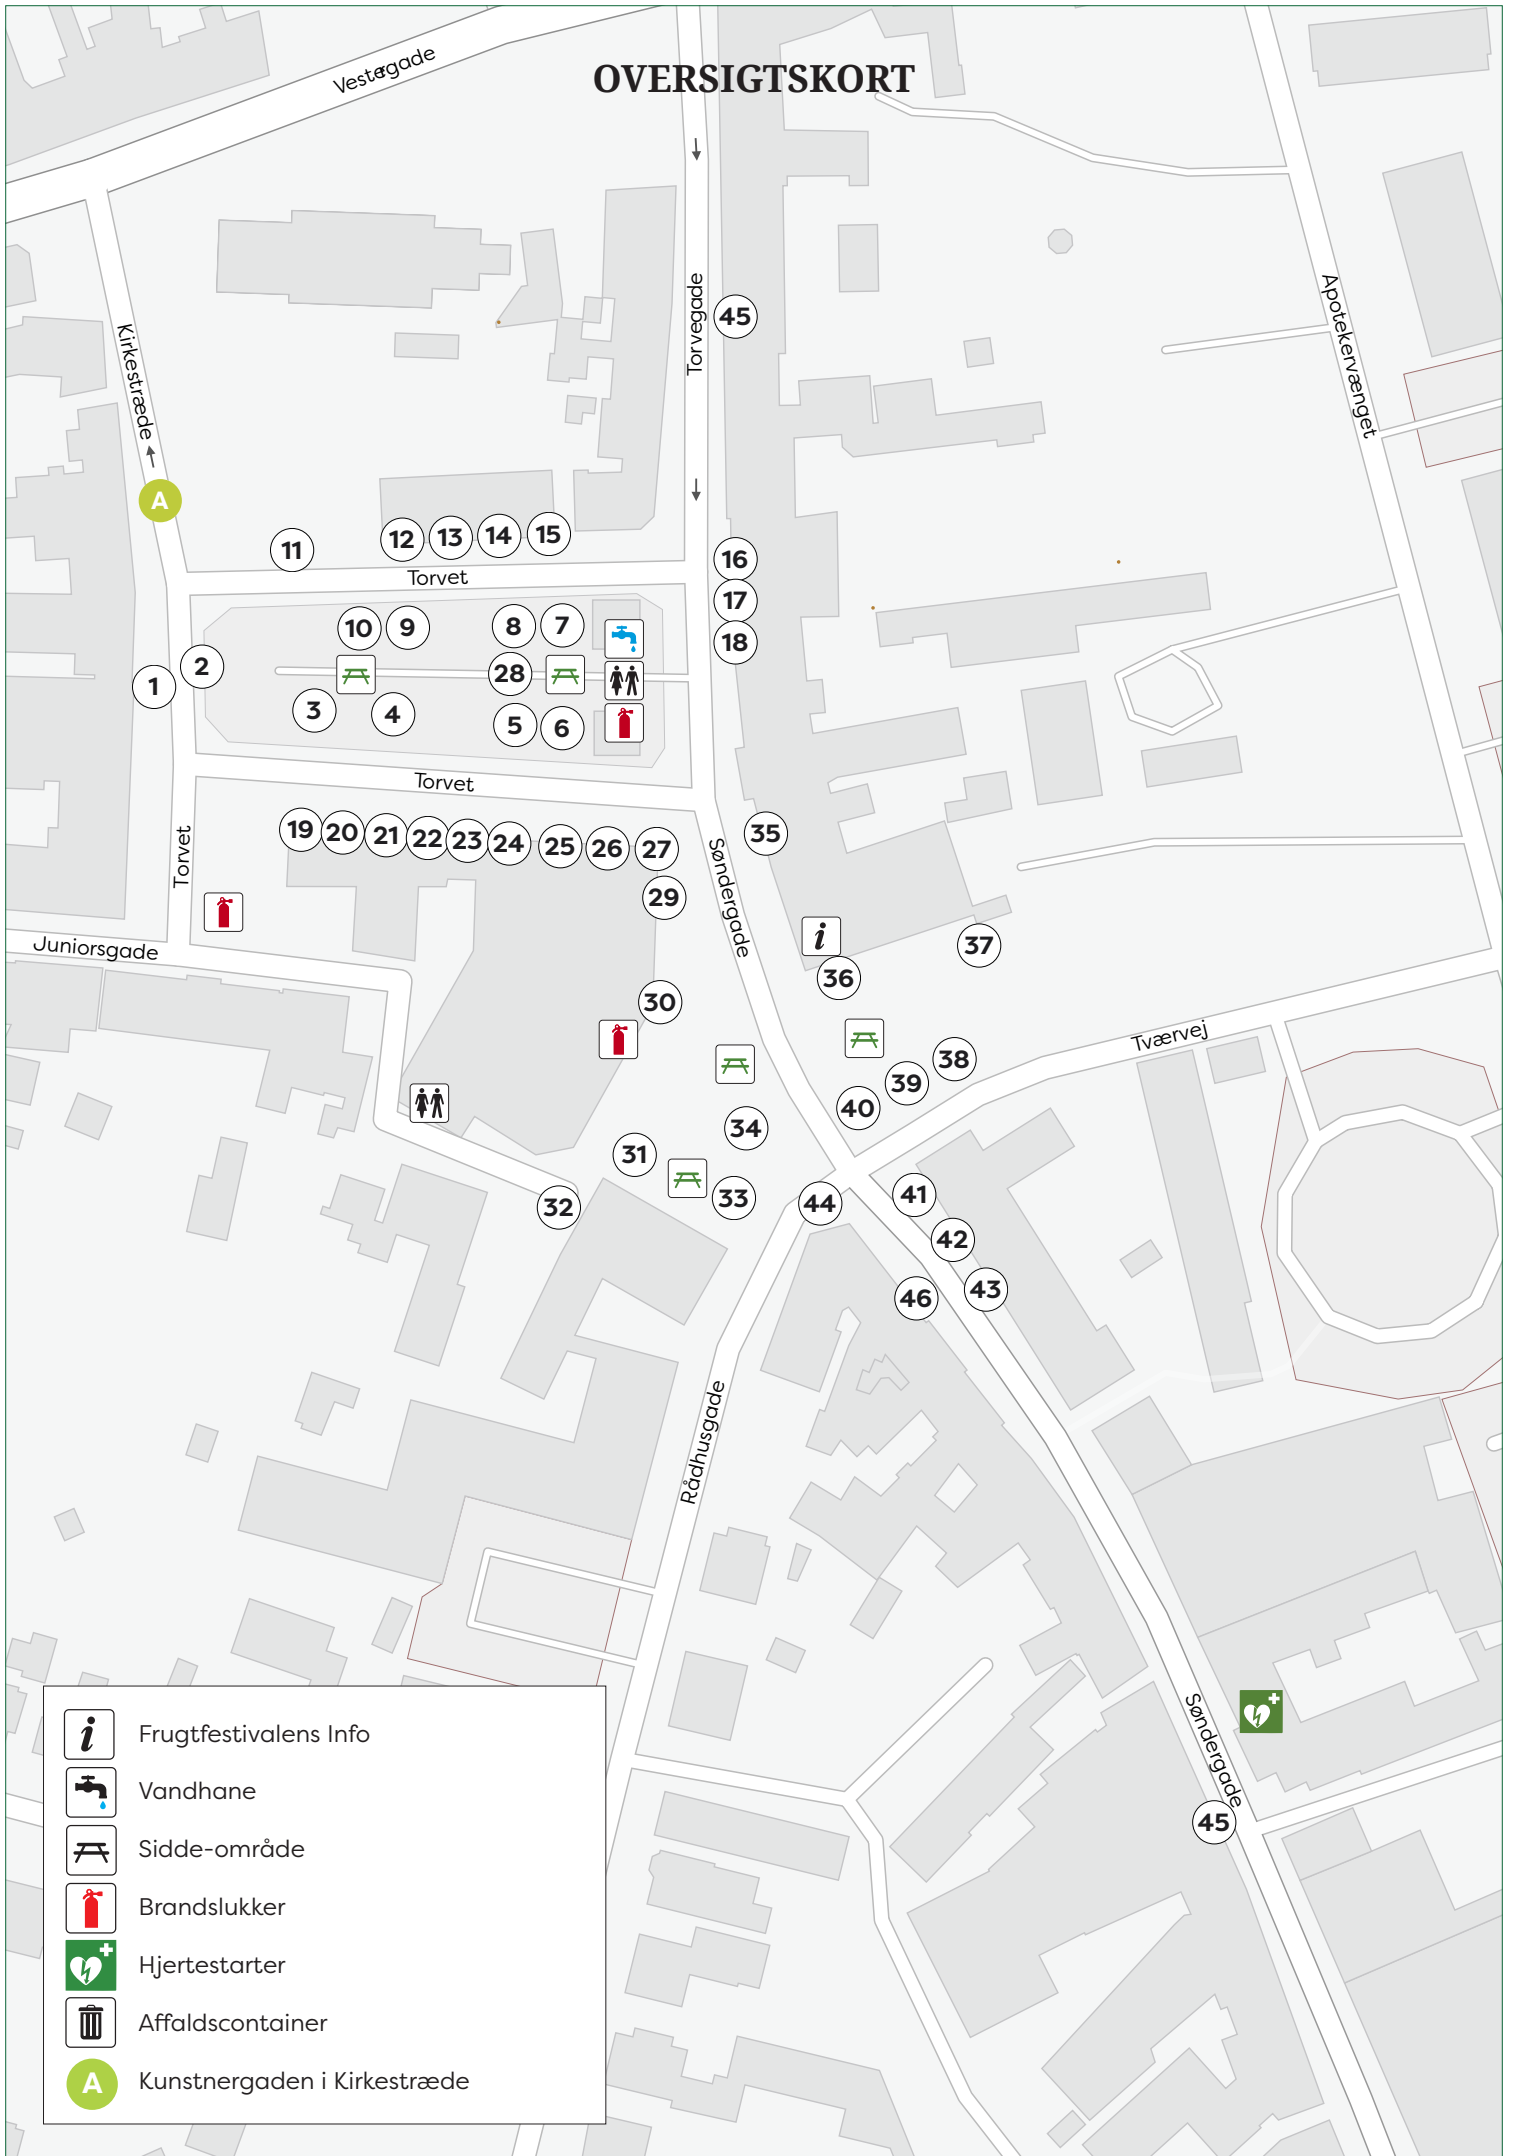 OVERSIGTSKORT
Vestergade
Torvegade
45
Kirkestræde
Apotekervænget
A
11
12
13
14
15
Torvet
16
17
18
10
9
8
7
1
2
28
3
4
5
6
Torvet
Torvet
19
20
21
22
23
24
25
26
27
29
Søndergade
35
Juniorsgade
i
36
37
30
Tværvej
38
39
40
34
31
33
32
44
41
42
43
46
Rådhusgade
Søndergade
45
i Frugtfestivalens Info
Vandhane
Sidde-område
Brandslukker
Hjertestarter
Affaldscontainer
A Kunstnergaden i Kirkestræde